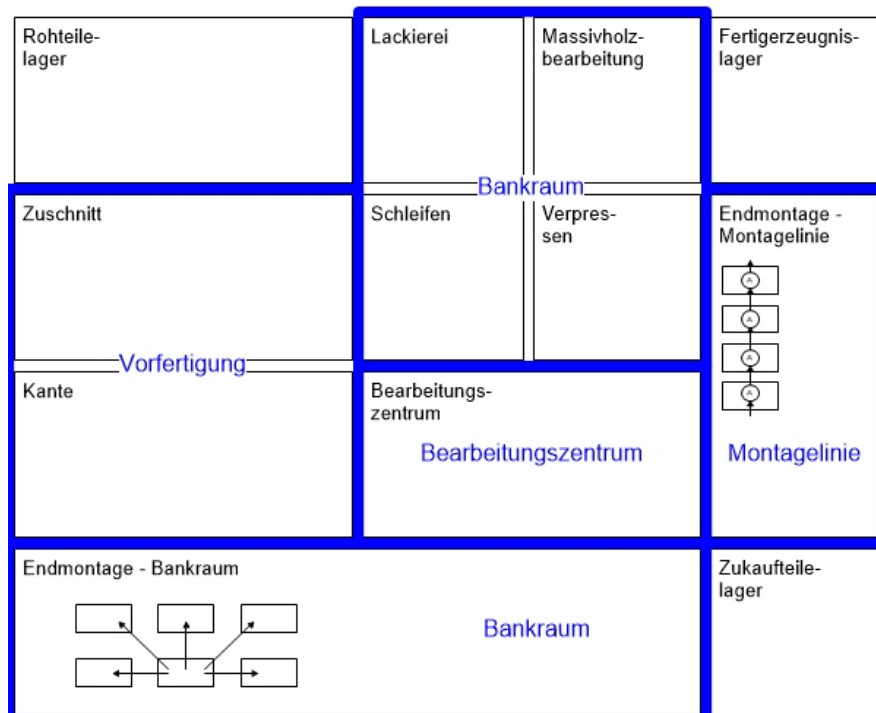 Rohteile-
lager
Lackierei
Massivholz-
bearbeitung
Fertigerzeugnis-
lager
Bankraum
Zuschnitt
Schleifen
Verpres-
sen
Endmontage -
Montagelinie
A
A
A
A
Vorfertigung
Kante
Bearbeitungs-
zentrum
Bearbeitungszentrum
Montagelinie
Endmontage - Bankraum
Bankraum
Zukaufteile-
lager